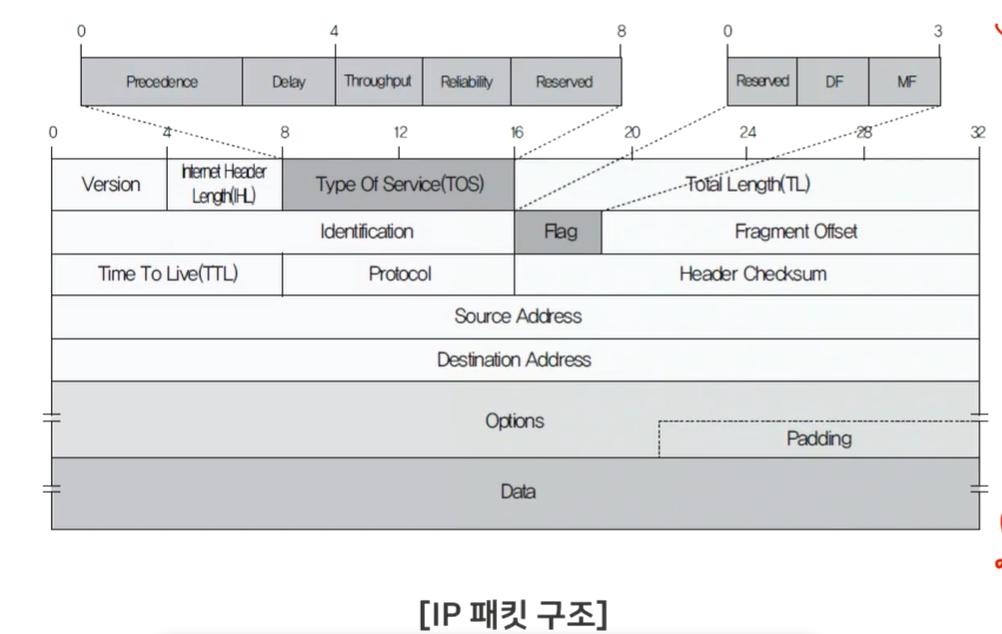 0 4 8 0 3
Precedence Delay Throughput Reliability Reserved Reserved DF MF
0 4 8 12 16 20 24 28 32
Version Internet Header Length(IHL) Type Of Service(TOS) Total Length(TL)
Identification Flag Fragment Offset
Time To Live(TTL) Protocol Header Checksum
Source Address
Destination Address
Options
Padding
Data
[IP 패킷 구조]